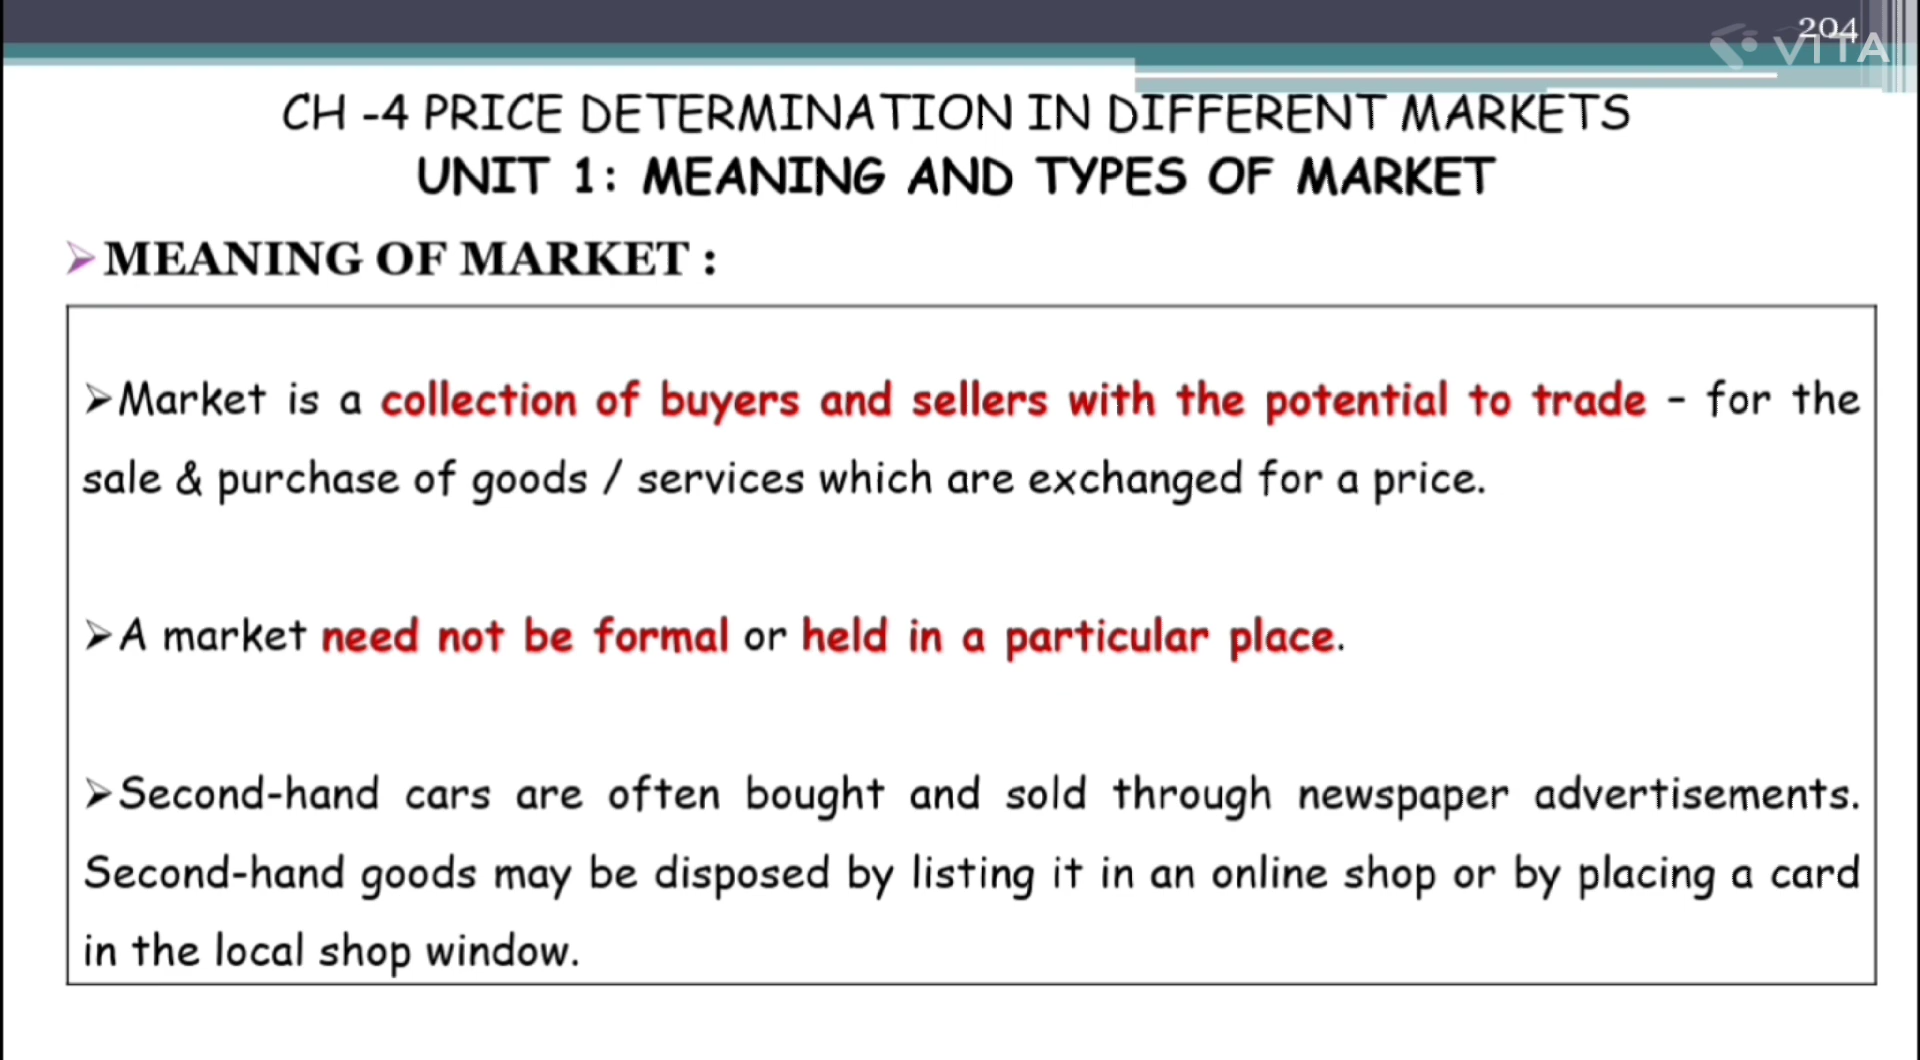 204
VITA
CH -4 PRICE DETERMINATION IN DIFFERENT MARKETS
UNIT 1: MEANING AND TYPES OF MARKET
➢MEANING OF MARKET :
➢Market is a collection of buyers and sellers with the potential to trade – for the
sale & purchase of goods / services which are exchanged for a price.
➢A market need not be formal or held in a particular place.
➢Second-hand cars are often bought and sold through newspaper advertisements.
Second-hand goods may be disposed by listing it in an online shop or by placing a card
in the local shop window.